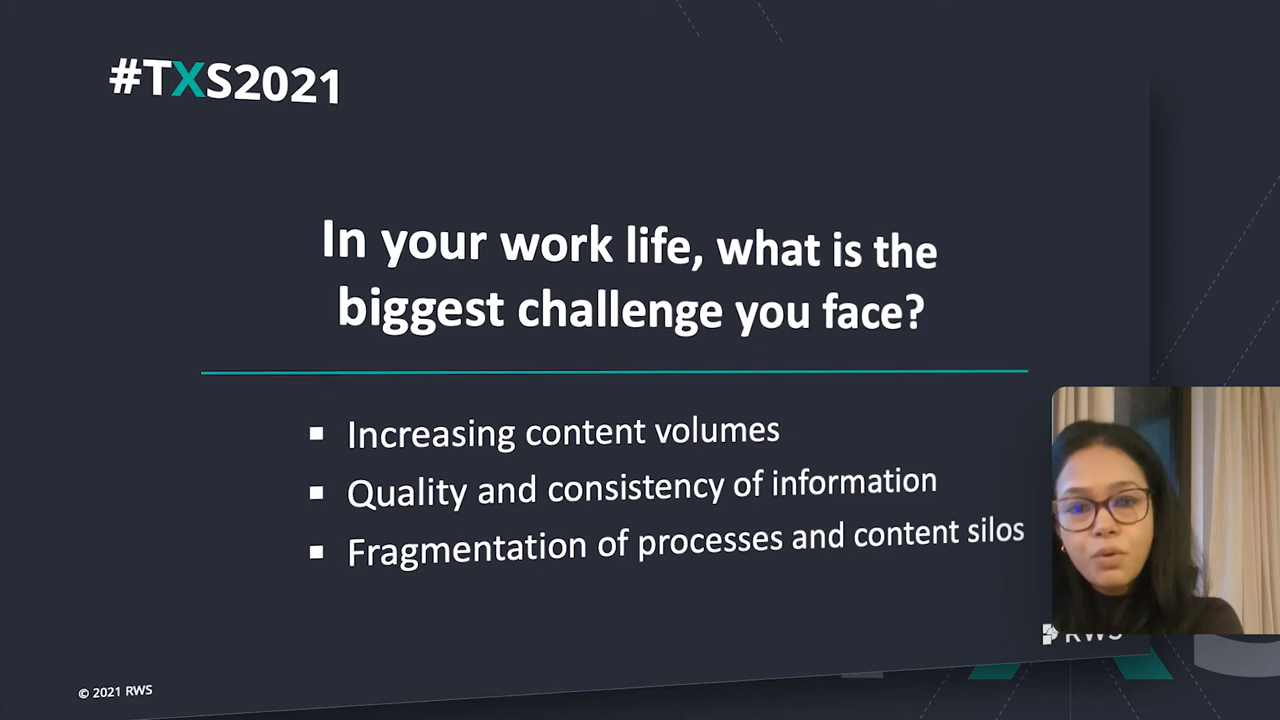 #TXS2021
In your work life, what is the
biggest challenge you face?
Increasing content volumes
Quality and consistency of information
Fragmentation of processes and content silos
RWS
© 2021 RWS